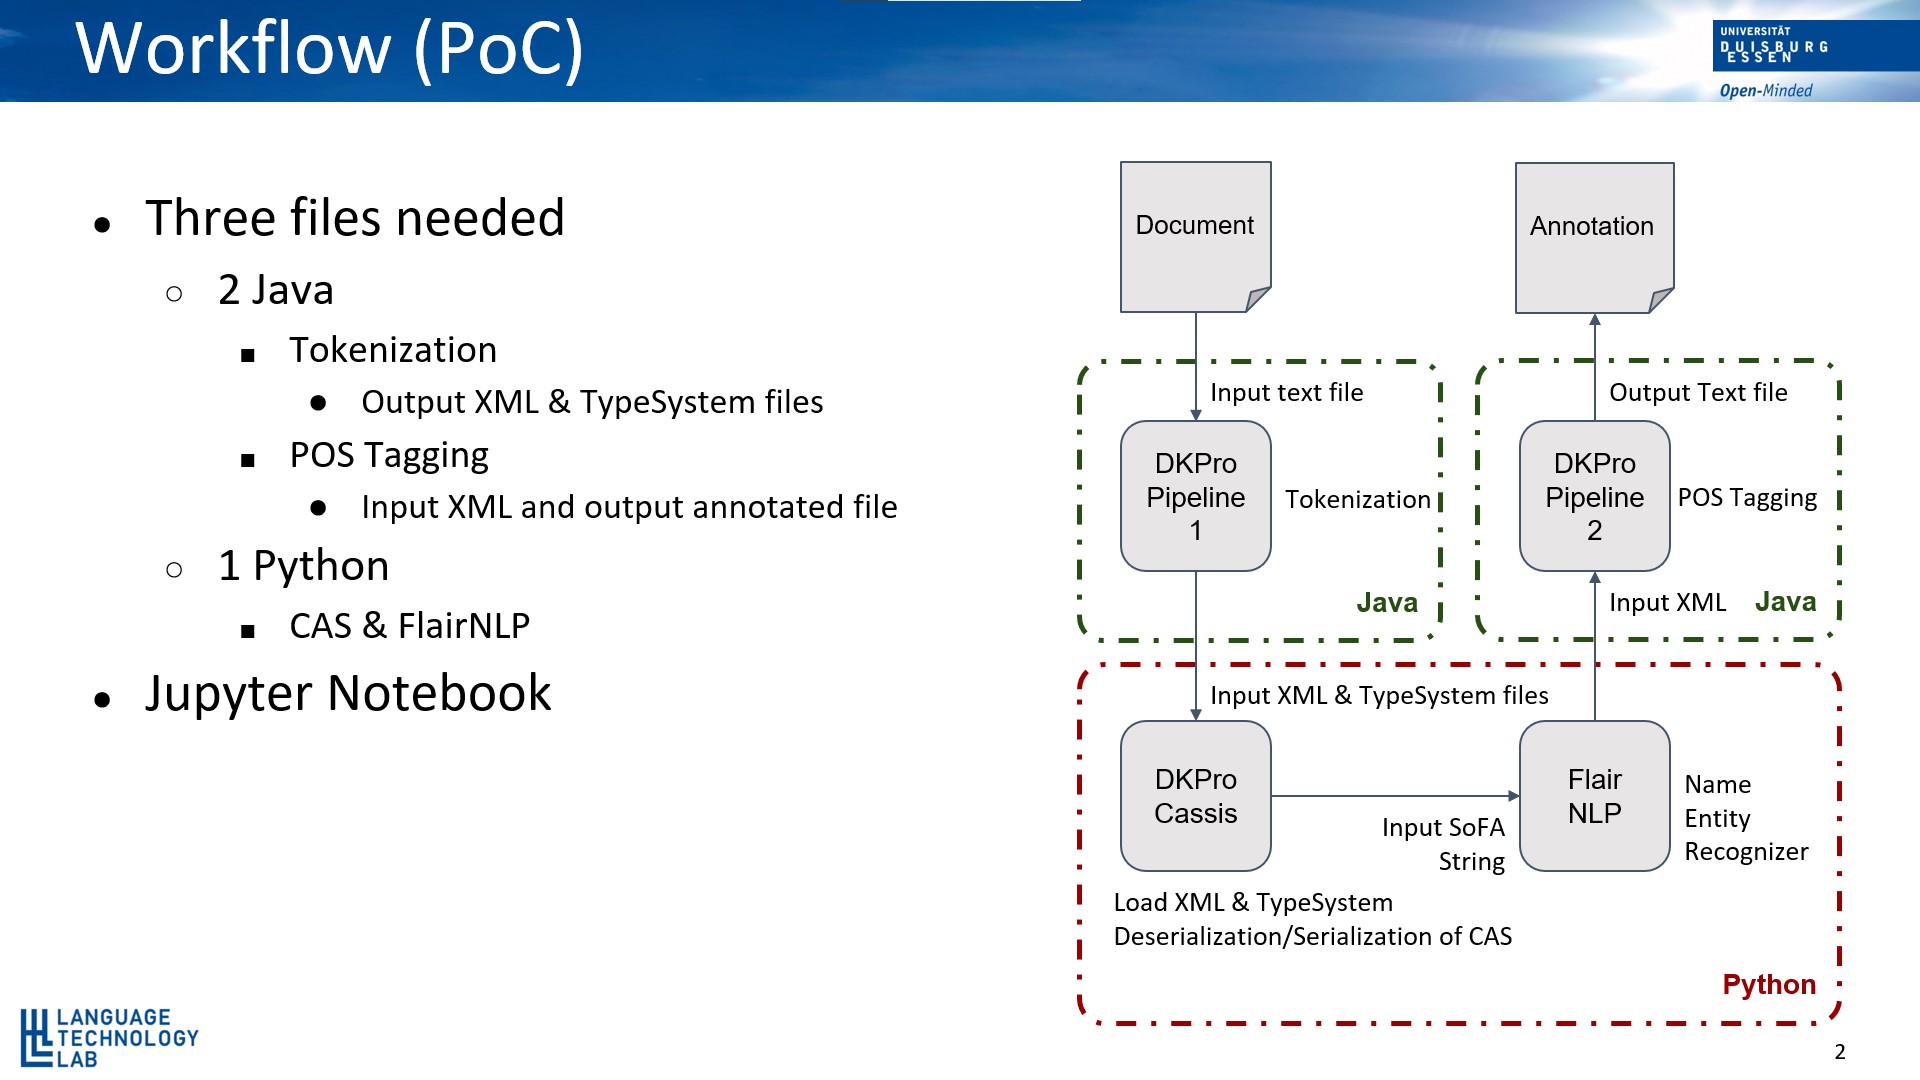 Workflow (PoC)
UNIVERSITÄT
DUISBURG
ESSEN
Open-Minded
● Three files needed
○ 2 Java
■ Tokenization
● Output XML & TypeSystem files
■ POS Tagging
● Input XML and output annotated file
○ 1 Python
■ CAS & FlairNLP
● Jupyter Notebook
Document
Annotation
Input text file
Output Text file
DKPro
Pipeline
1
Tokenization
Java
DKPro
Pipeline
2
POS Tagging
Input XML
Java
Input XML & TypeSystem files
DKPro
Cassis
Input SoFA
String
Flair
NLP
Name
Entity
Recognizer
Load XML & TypeSystem
Deserialization/Serialization of CAS
Python
LANGUAGE
TECHNOLOGY
LAB
2